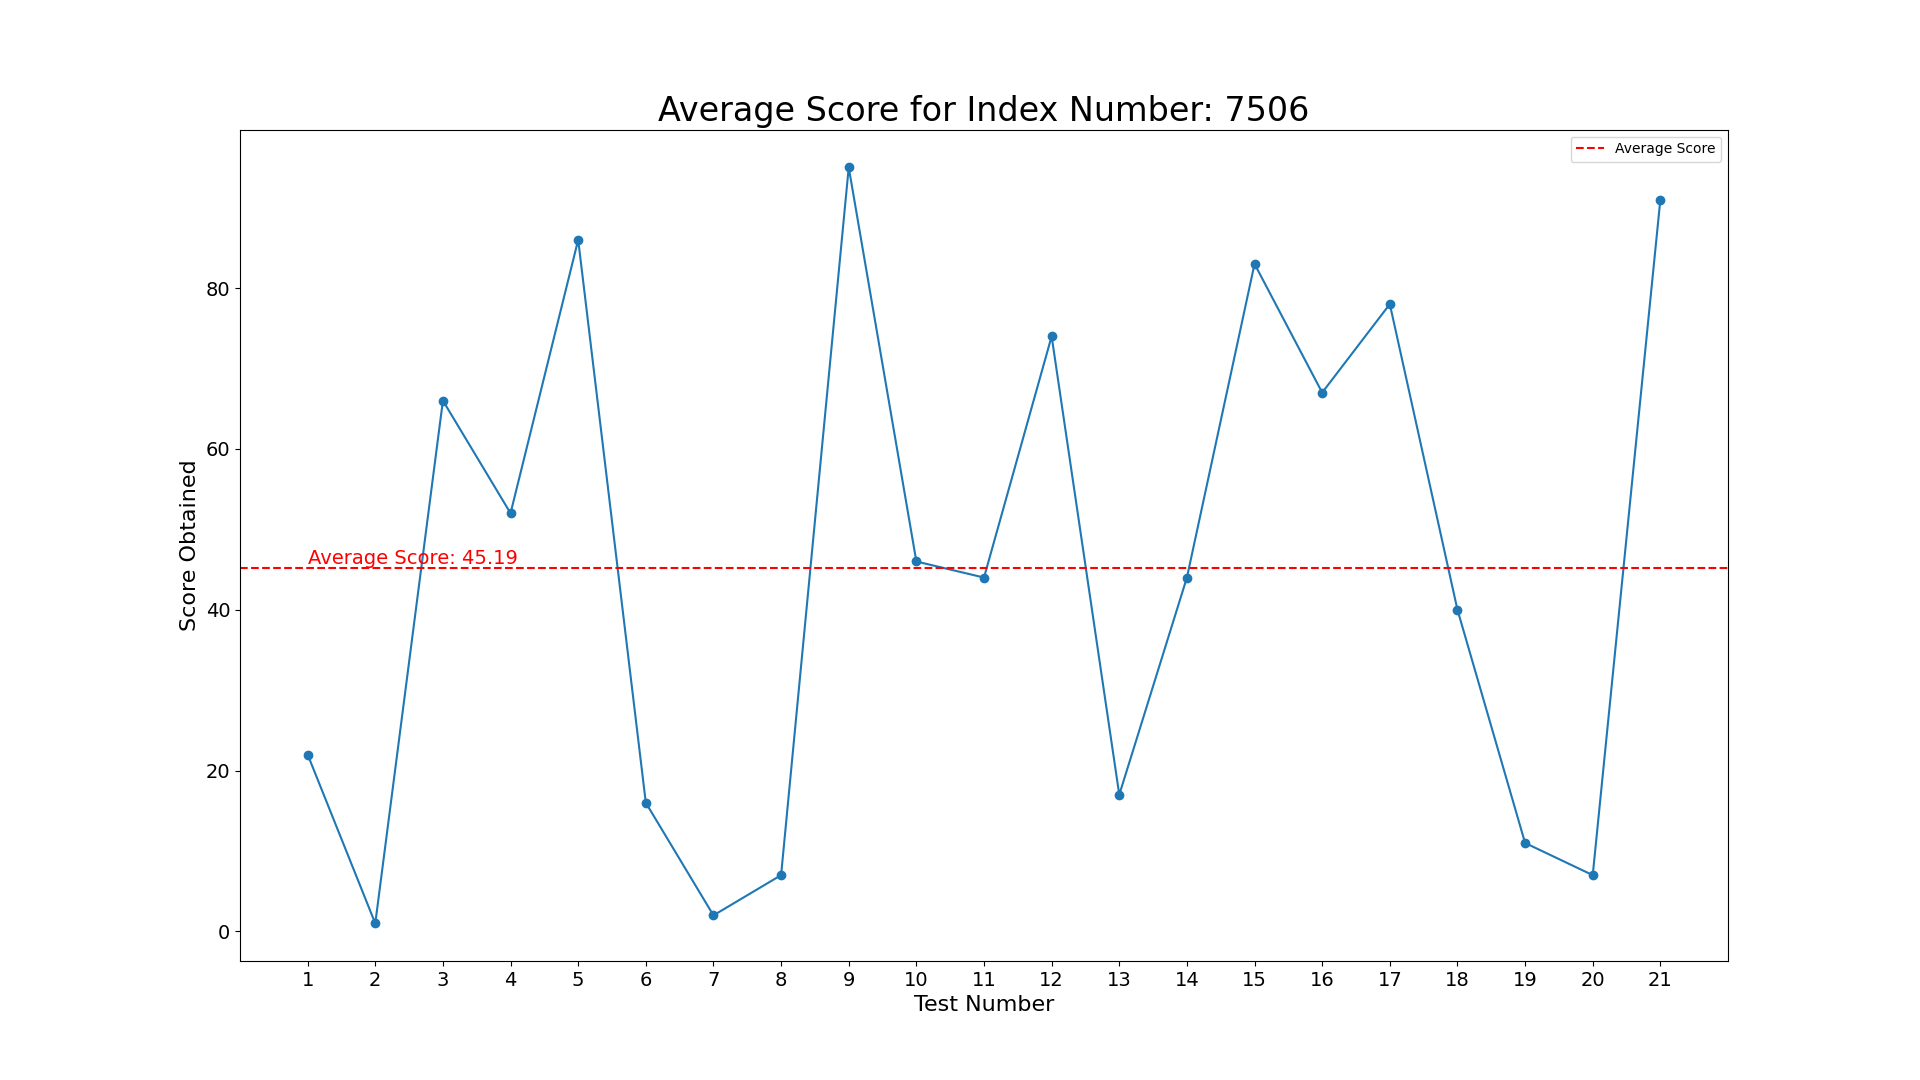 Average Score for Index Number: 7506
Average Score
Average Score: 45.19
Score Obtained
80
60
40
20
0
1 2 3 4 5 6 7 8 9 10 11 12 13 14 15 16 17 18 19 20 21
Test Number